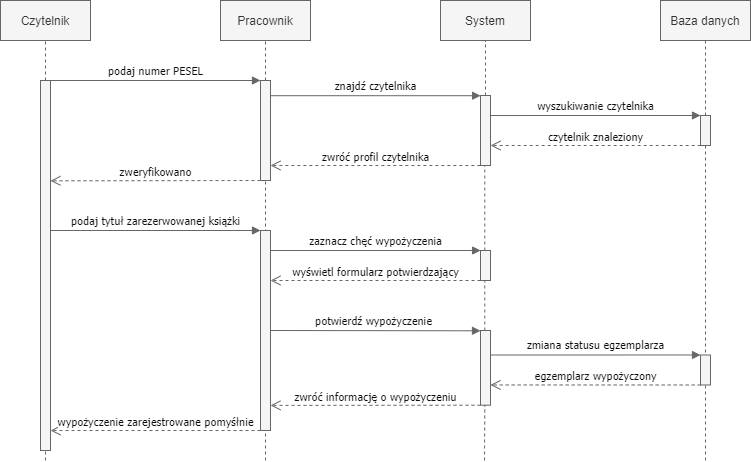 Czytelnik
Pracownik
System
Baza danych
podaj numer PESEL
znajdź czytelnika
wyszukiwanie czytelnika
czytelnik znaleziony
zwróć profil czytelnika
zweryfikowano
podaj tytuł zarezerwowanej książki
zaznacz chęć wypożyczenia
wyświetl formularz potwierdzający
potwierdź wypożyczenie
zmiana statusu egzemplarza
egzemplarz wypożyczony
zwróć informację o wypożyczeniu
wypożyczenie zarejestrowane pomyśłnie